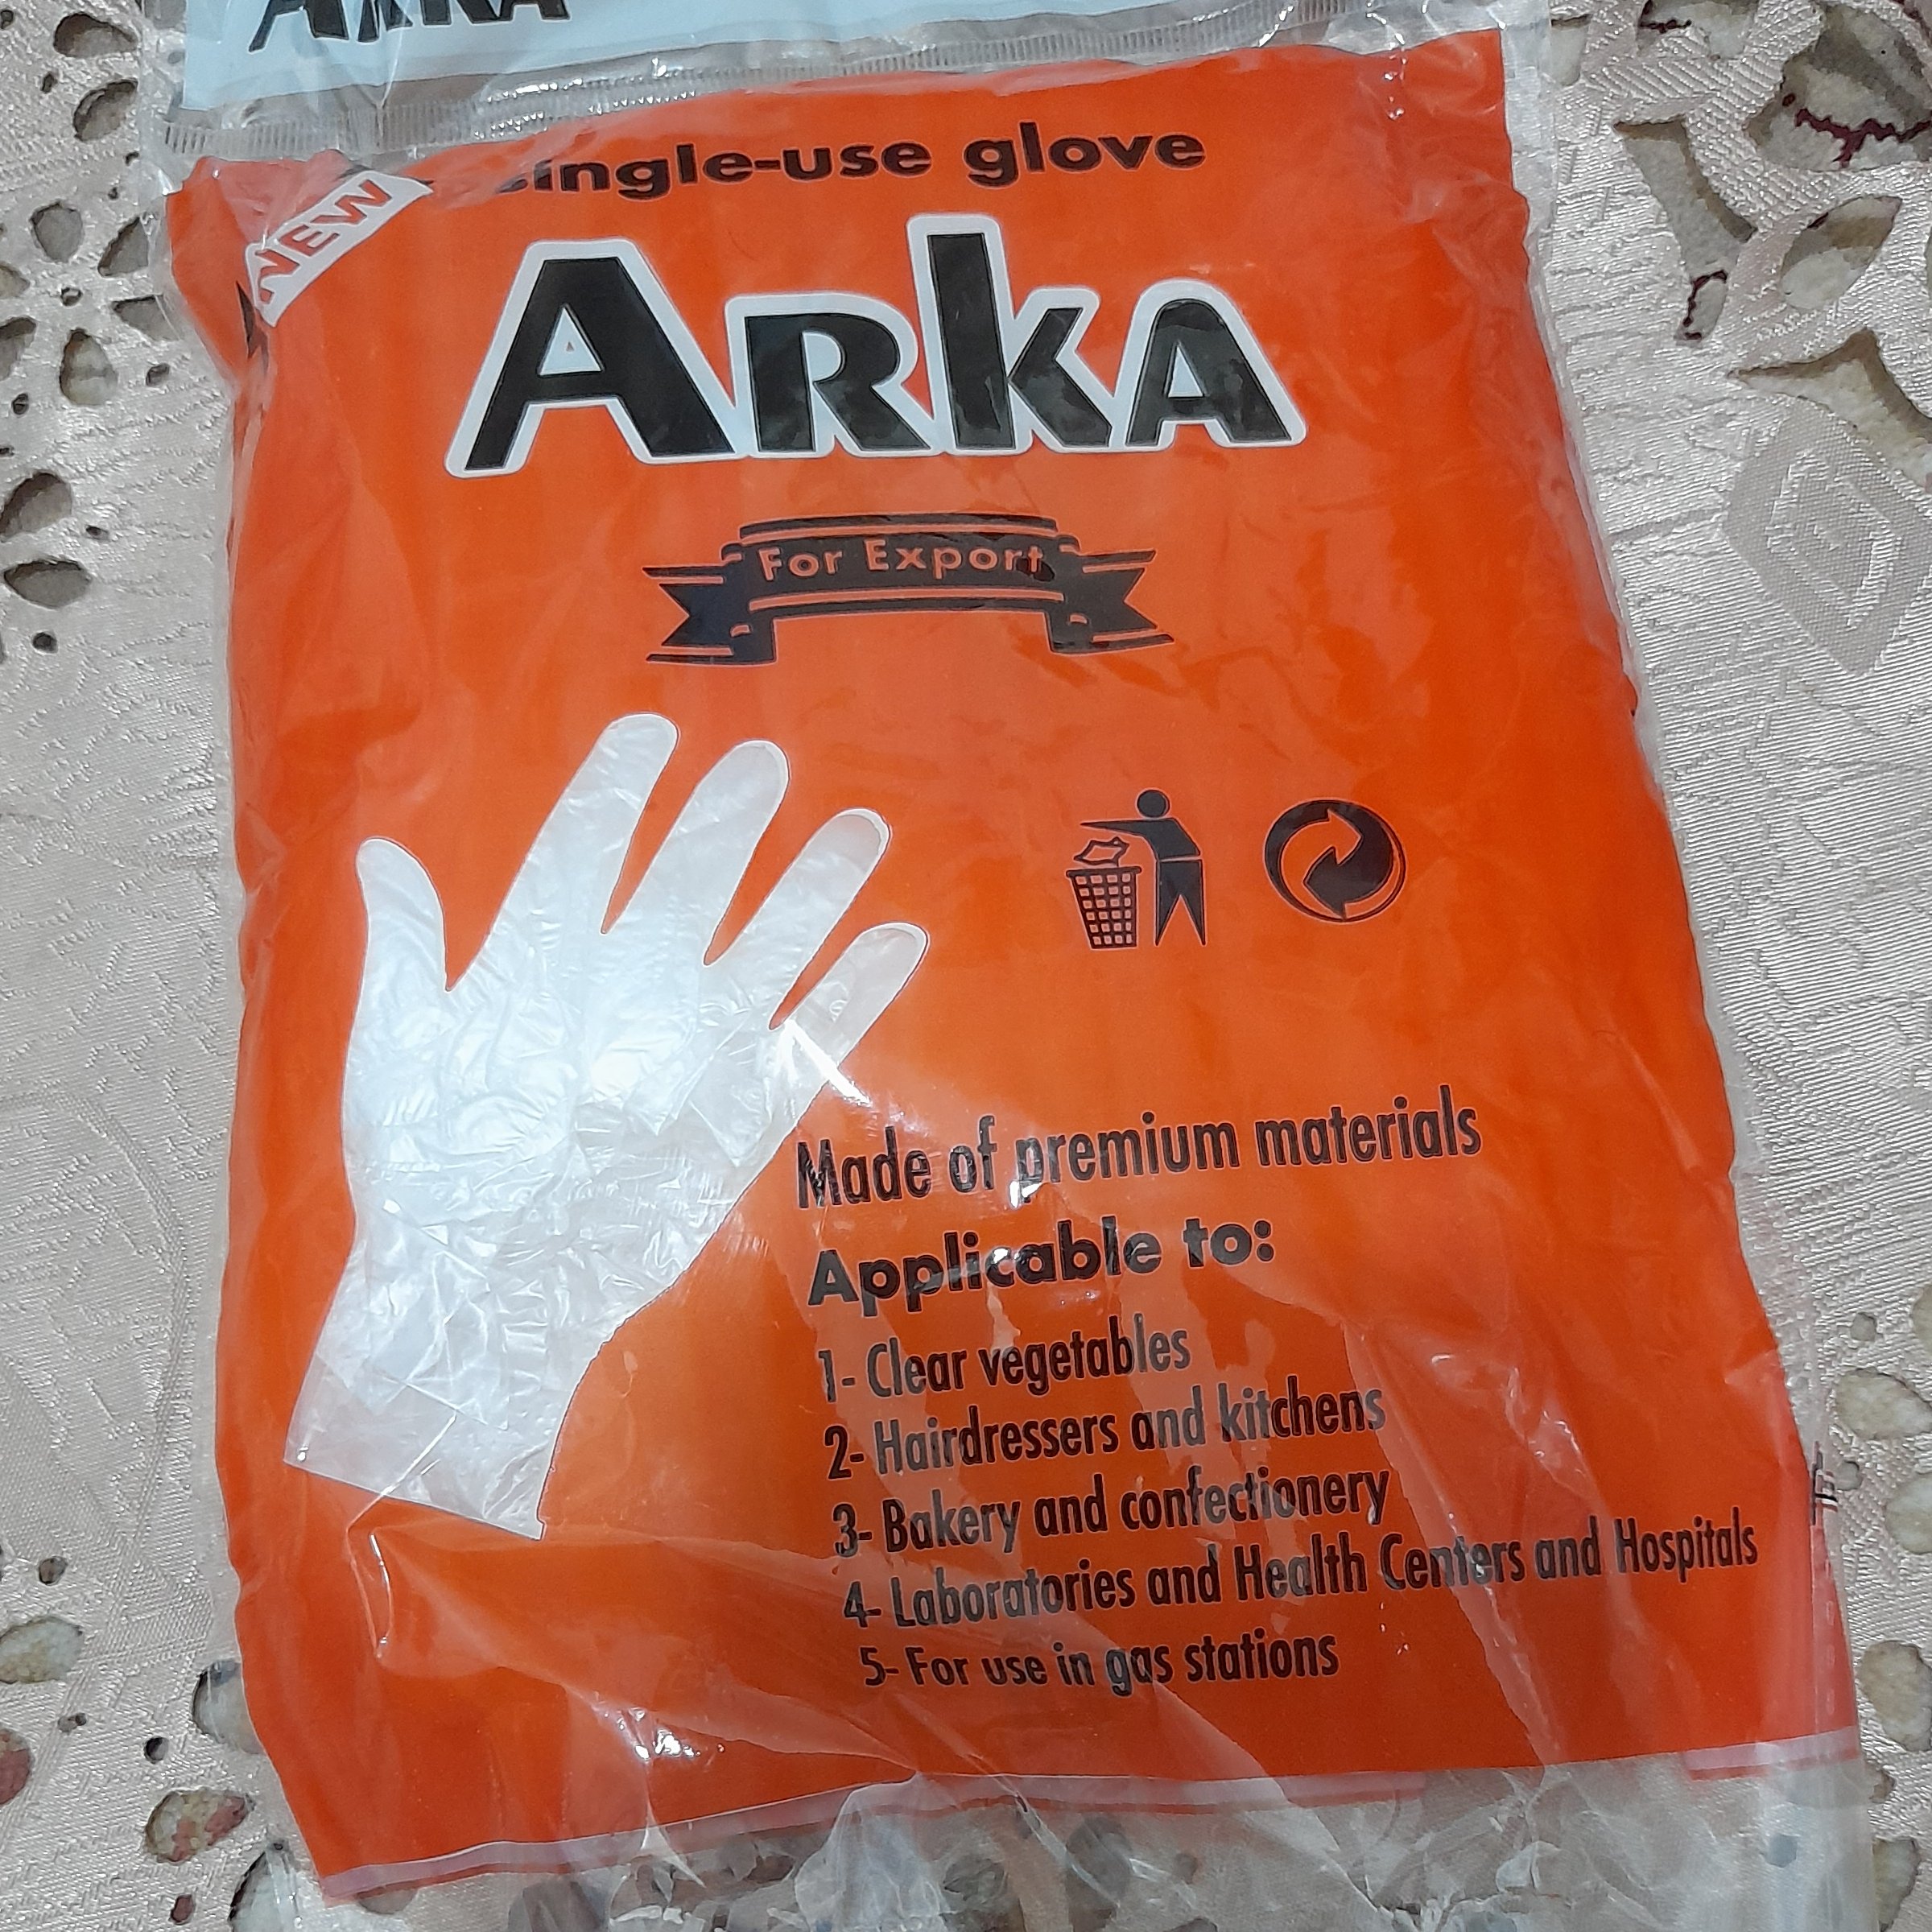 ARKA
single-use glove
NEW
ARKA
For Export
Made of premium materials
Applicable to:
1- Clear vegetables
2- Hairdressers and kitchens
3- Bakery and confectionery
4- Laboratories and Health Centers and Hospitals
5- For use in gas stations